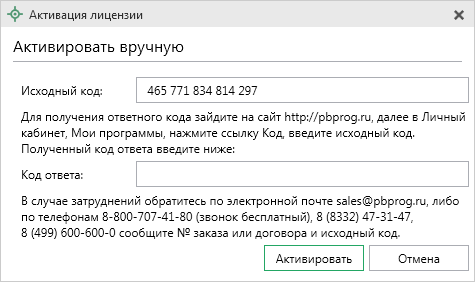 Активация лицензии
Активировать вручную
Исходный код: 465 771 834 814 297
Для получения ответного кода зайдите на сайт http://pbprog.ru, далее в Личный
кабинет, Мои программы, нажмите ссылку Код, введите исходный код.
Полученный код ответа введите ниже:
Код ответа:
В случае затруднений обратитесь по электронной почте sales@pbprog.ru, либо
по телефонам 8-800-707-41-80 (звонок бесплатный), 8 (8332) 47-31-47,
8 (499) 600-600-0 сообщите № заказа или договора и исходный код.
Активировать Отмена